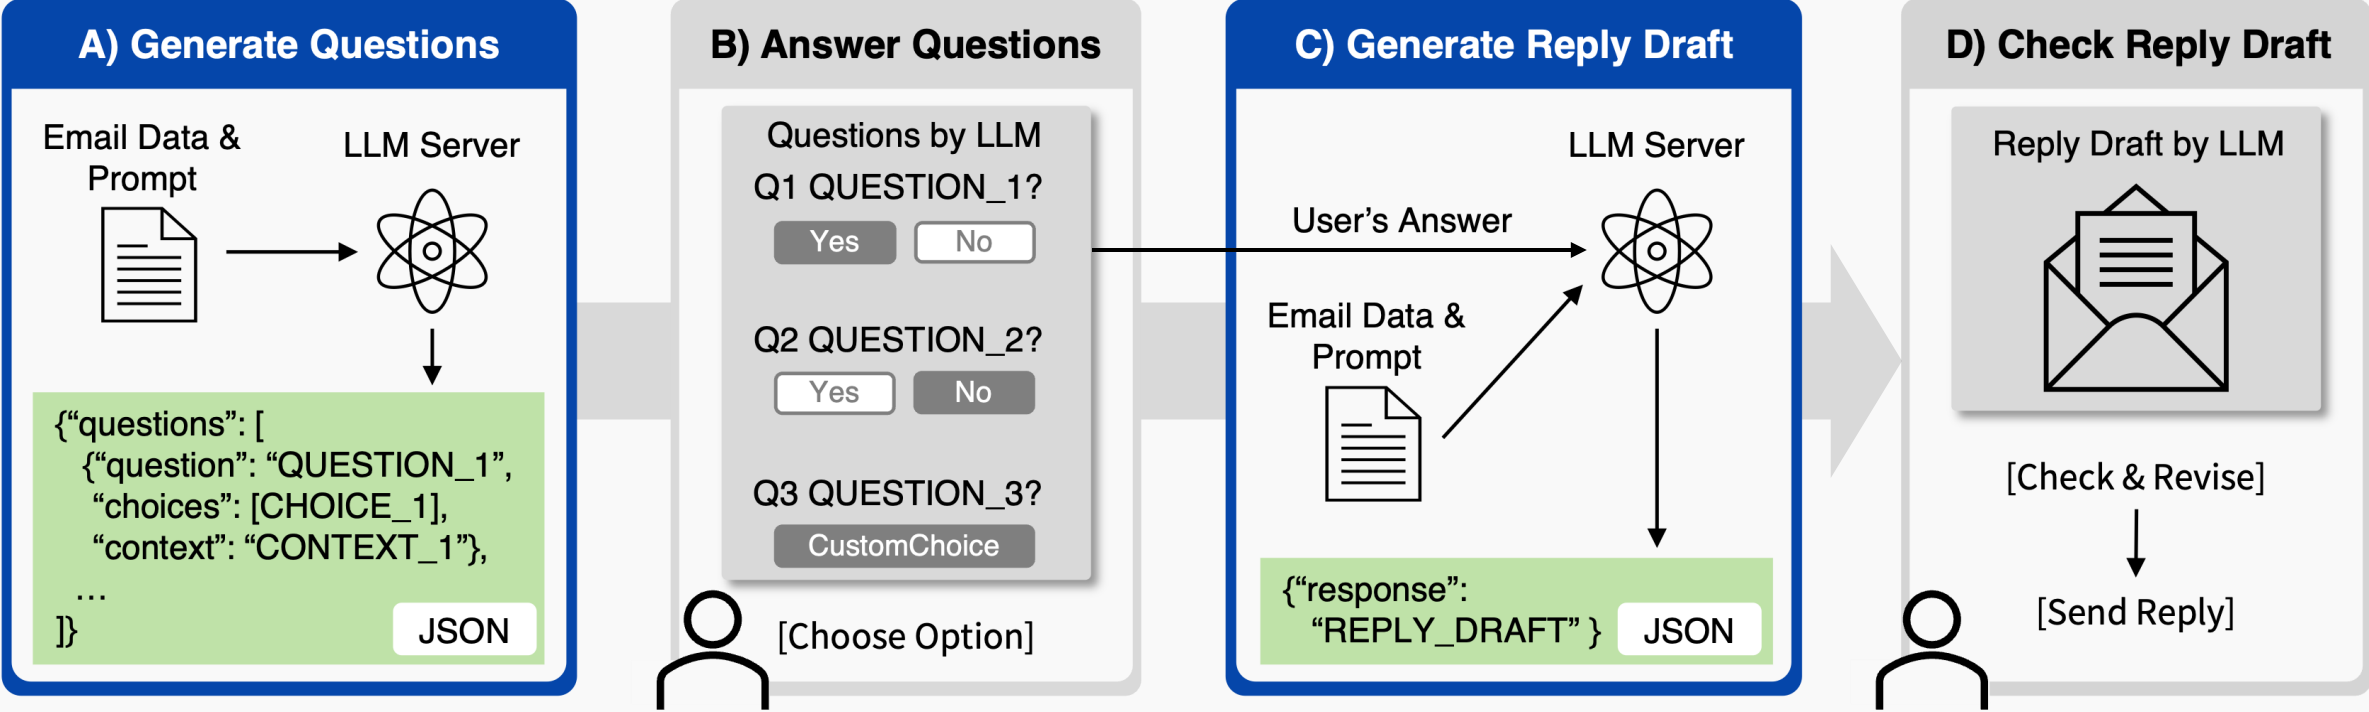 A) Generate Questions
Email Data &
Prompt
LLM Server
{“questions”: [
{“question”: “QUESTION_1”,
“choices”: [CHOICE_1],
“context”: “CONTEXT_1”},
...
]}
JSON
B) Answer Questions
Questions by LLM
Q1 QUESTION_1?
Yes No
Q2 QUESTION_2?
Yes No
Q3 QUESTION_3?
CustomChoice
[Choose Option]
C) Generate Reply Draft
LLM Server
User’s Answer
Email Data &
Prompt
{“response”:
“REPLY_DRAFT” }
JSON
D) Check Reply Draft
Reply Draft by LLM
[Check & Revise]
[Send Reply]